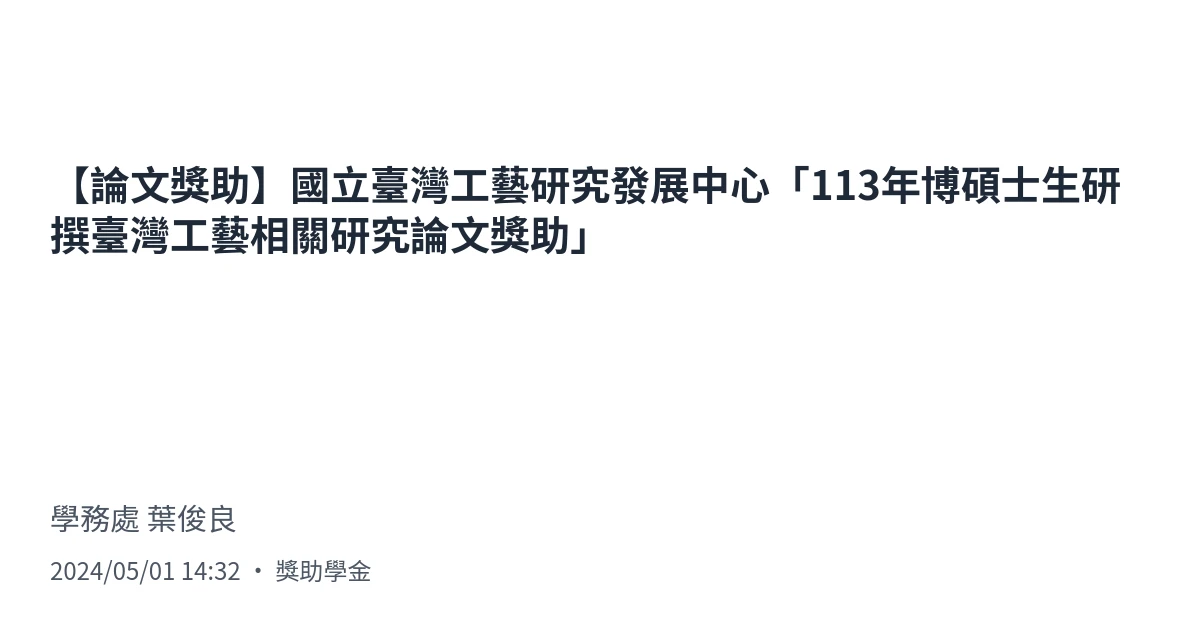 【論文獎助】國立臺灣工藝研究發展中心「113年博碩士生研
撰臺灣工藝相關研究論文獎助」
學務處 葉俊良
2024/05/01 14:32 • 獎助學金